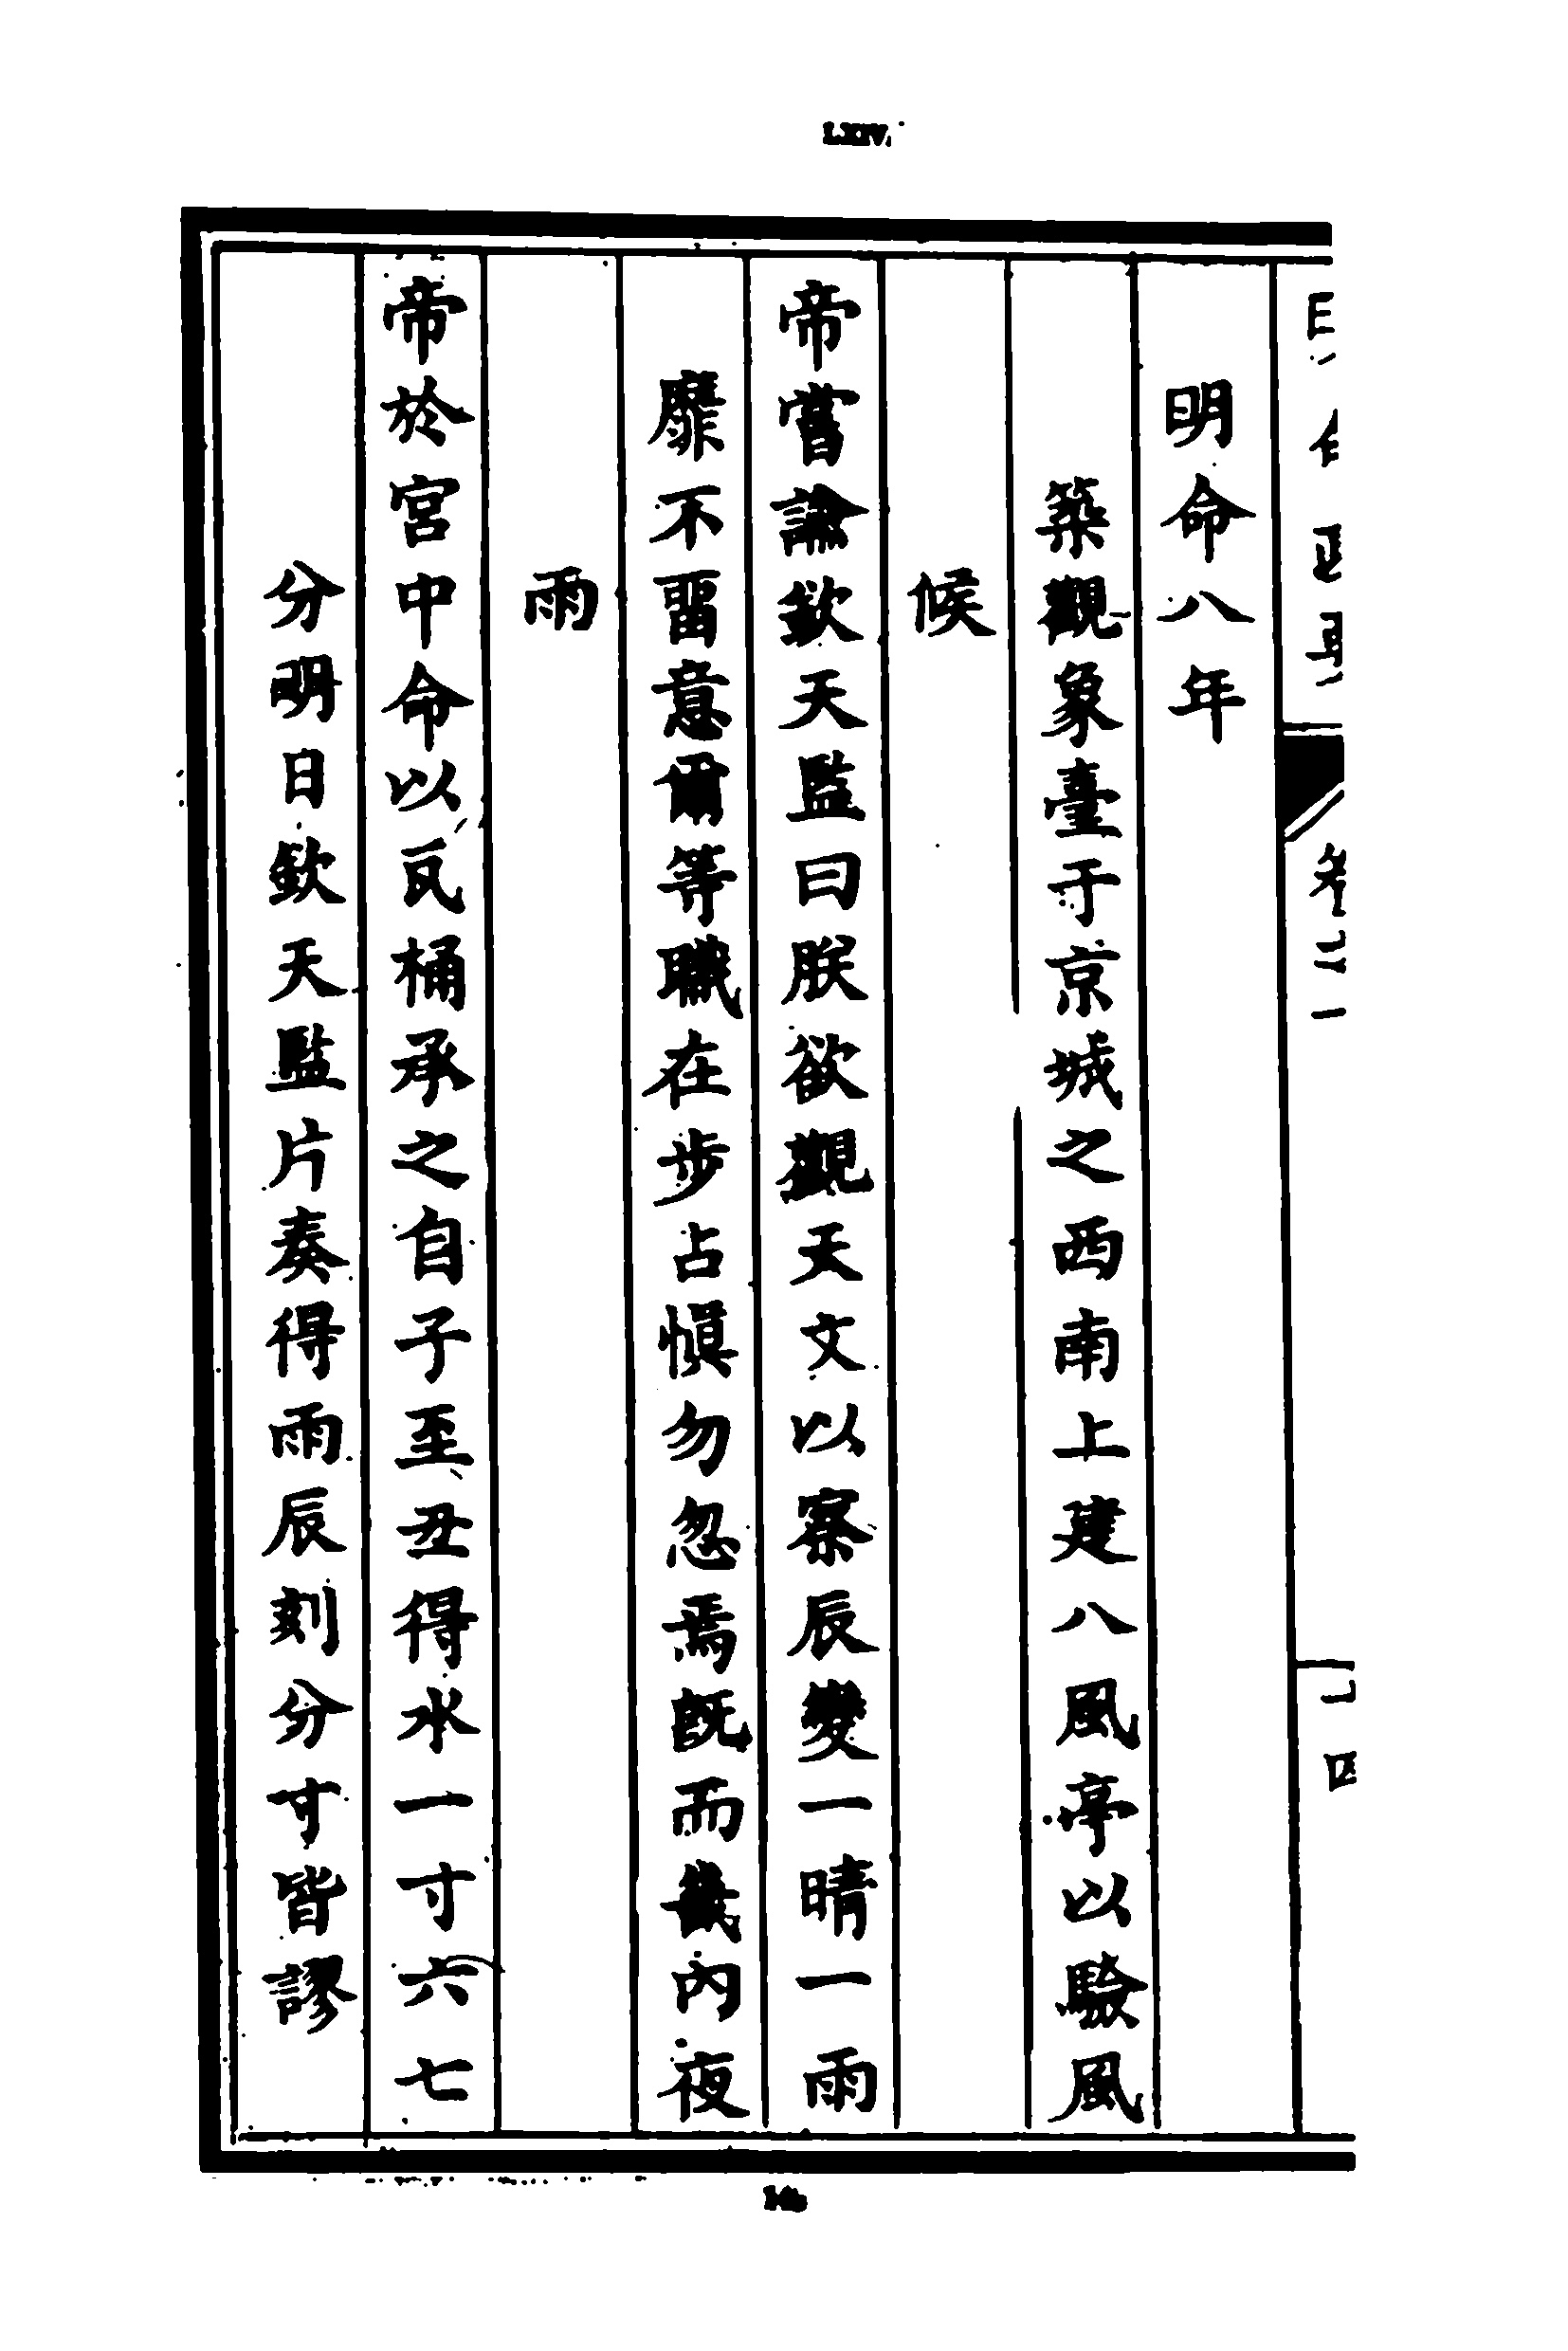 LXIV.
明命八年
築觀象臺于京城之西南上建八風亭以驗風
候
帝嘗論欽天監曰朕欲觀天文以察辰變一晴一雨
靡不畱意爾等職在步占慎勿忽焉旣而畿內夜
雨
帝於宮中命以瓦桶承之自子至丑得水一寸六七
分明日欽天監片奏得雨辰刻分寸皆謬